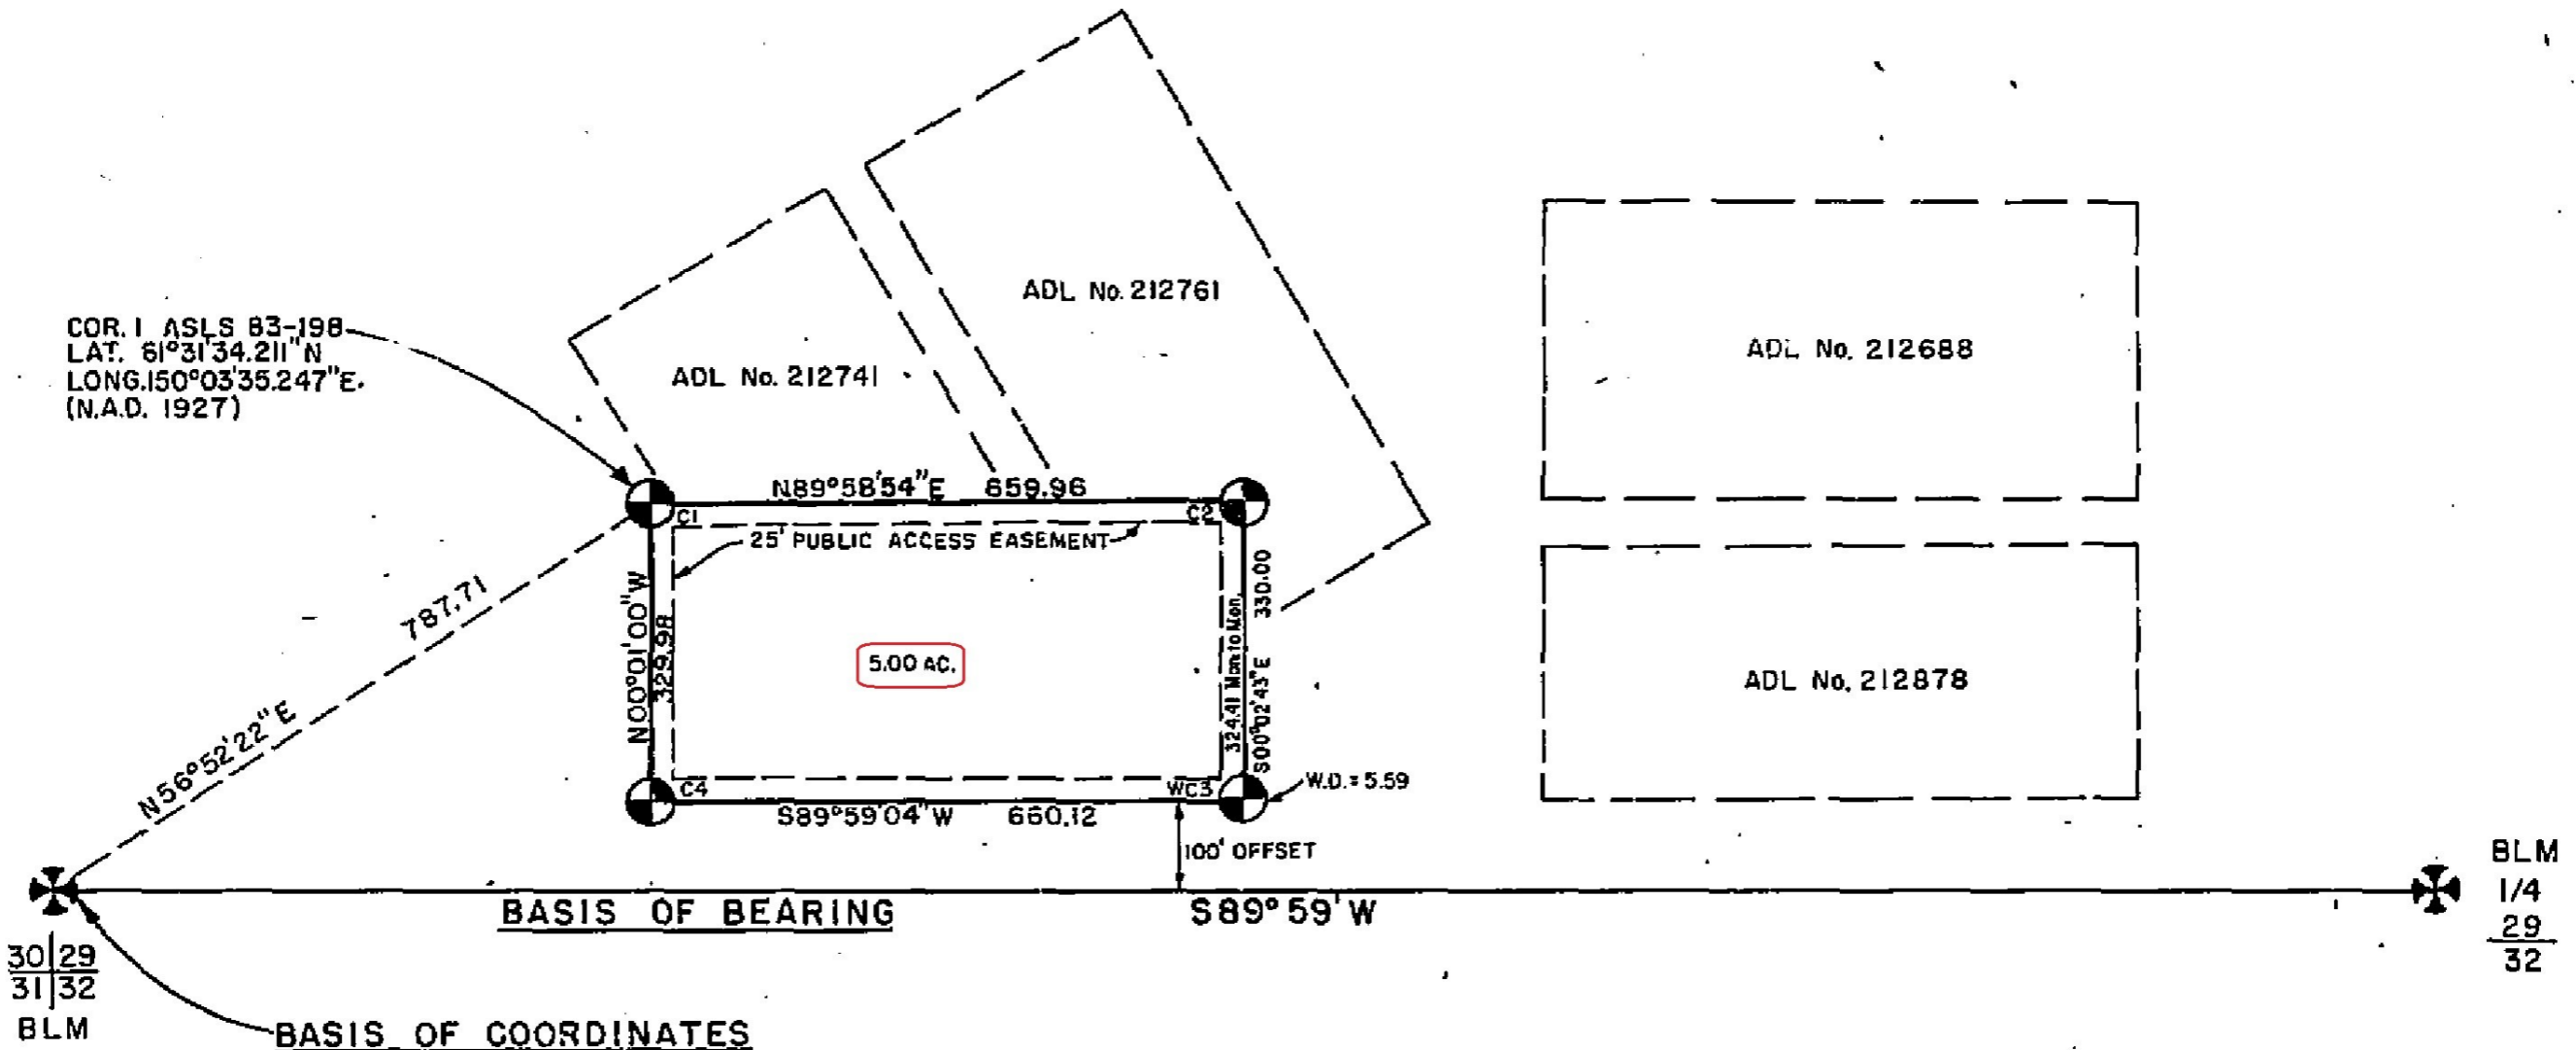 ADL No. 212761
COR. 1 ASLS 83-198
LAT. 61°31'34.211"N
LONG.150°03'35.247"E.
(N.A.D. 1927)
ADL No. 212741
ADL No. 212688
N89°58'54"E 659.96
C1
C2
25' PUBLIC ACCESS EASEMENT
N00°01'00"W
329.98
324.41 Mon to Mon.
S00°02'43"E 330.00
5.00 AC.
ADL No. 212878
N56°52'22"E 787.71
C4
WC3
W.D.= 5.59
S89°59'04"W 660.12
100' OFFSET
BASIS OF BEARING S89°59'W
BLM
1/4
29
32
30|29
31|32
BLM
BASIS OF COORDINATES